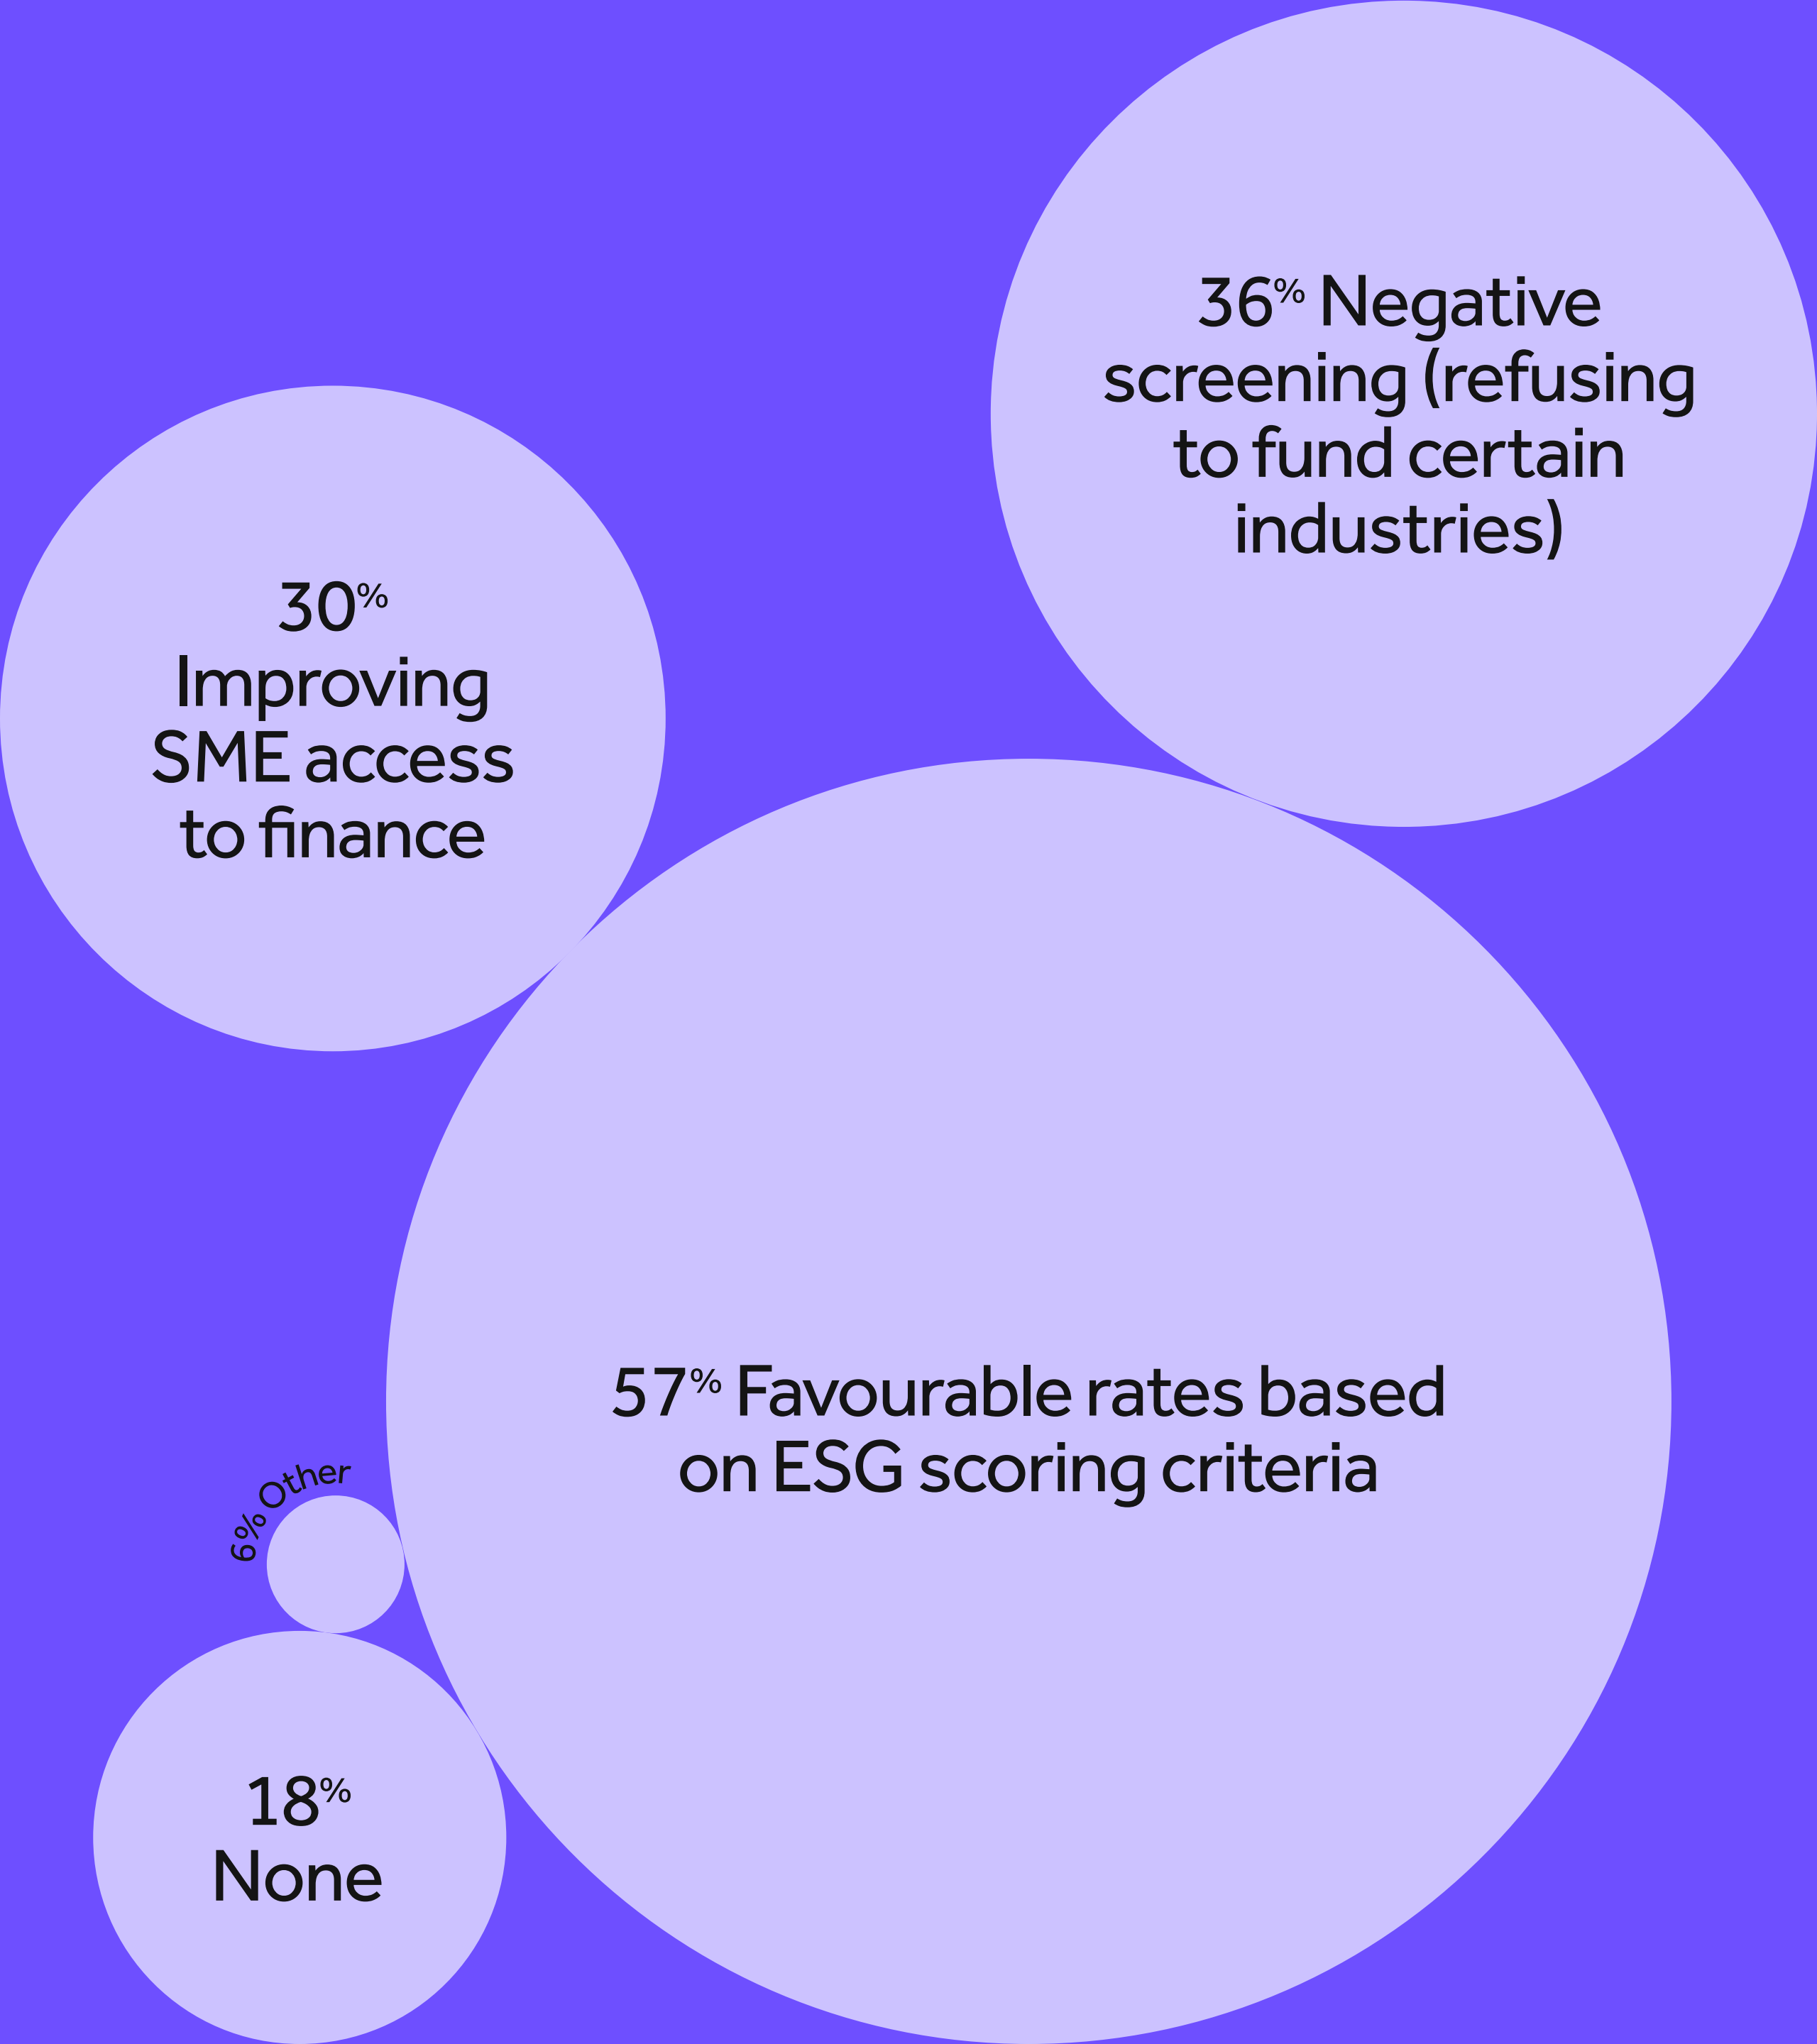 36% Negative
screening (refusing
to fund certain
industries)
30%
Improving
SME access
to finance
57% Favourable rates based
on ESG scoring criteria
6% Other
18%
None